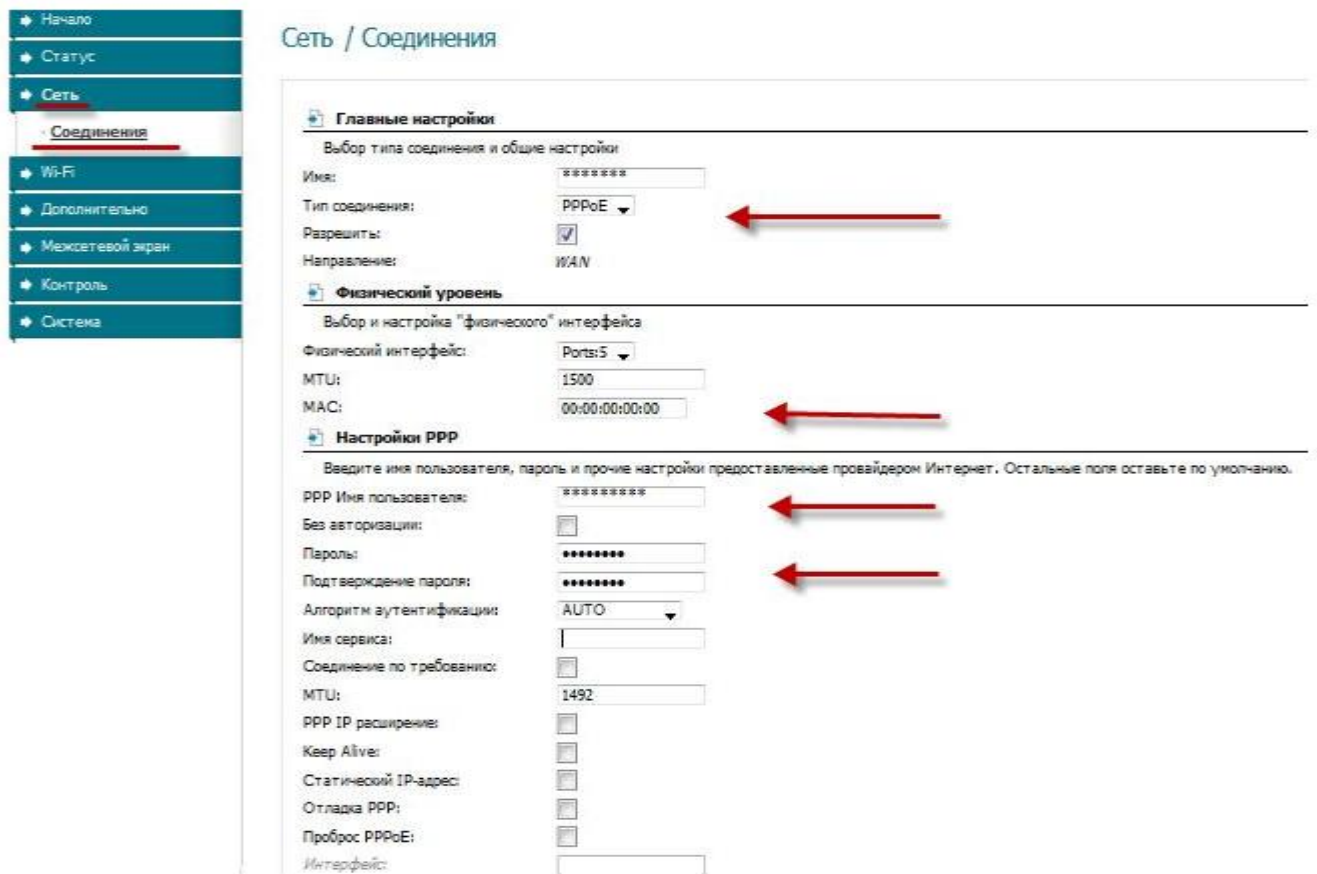 Начало
Статус
Сеть
Соединения
Wi-Fi
Дополнительно
Межсетевой экран
Контроль
Система
Сеть / Соединения
Главные настройки
Выбор типа соединения и общие настройки
Имя: *******
Тип соединения: PPPoE
Разрешить:
Направление: WAN
Физический уровень
Выбор и настройка "физического" интерфейса
Физический интерфейс: Ports:5
MTU: 1500
MAC: 00:00:00:00:00
Настройки PPP
Введите имя пользователя, пароль и прочие настройки предоставленные провайдером Интернет. Остальные поля оставьте по умолчанию.
PPP Имя пользователя: *********
Без авторизации:
Пароль: ••••••••
Подтверждение пароля: ••••••••
Алгоритм аутентификации: AUTO
Имя сервиса:
Соединение по требованию:
MTU: 1492
PPP IP расширение:
Keep Alive:
Статический IP-адрес:
Отладка PPP:
Проброс PPPoE:
Интерфейс: